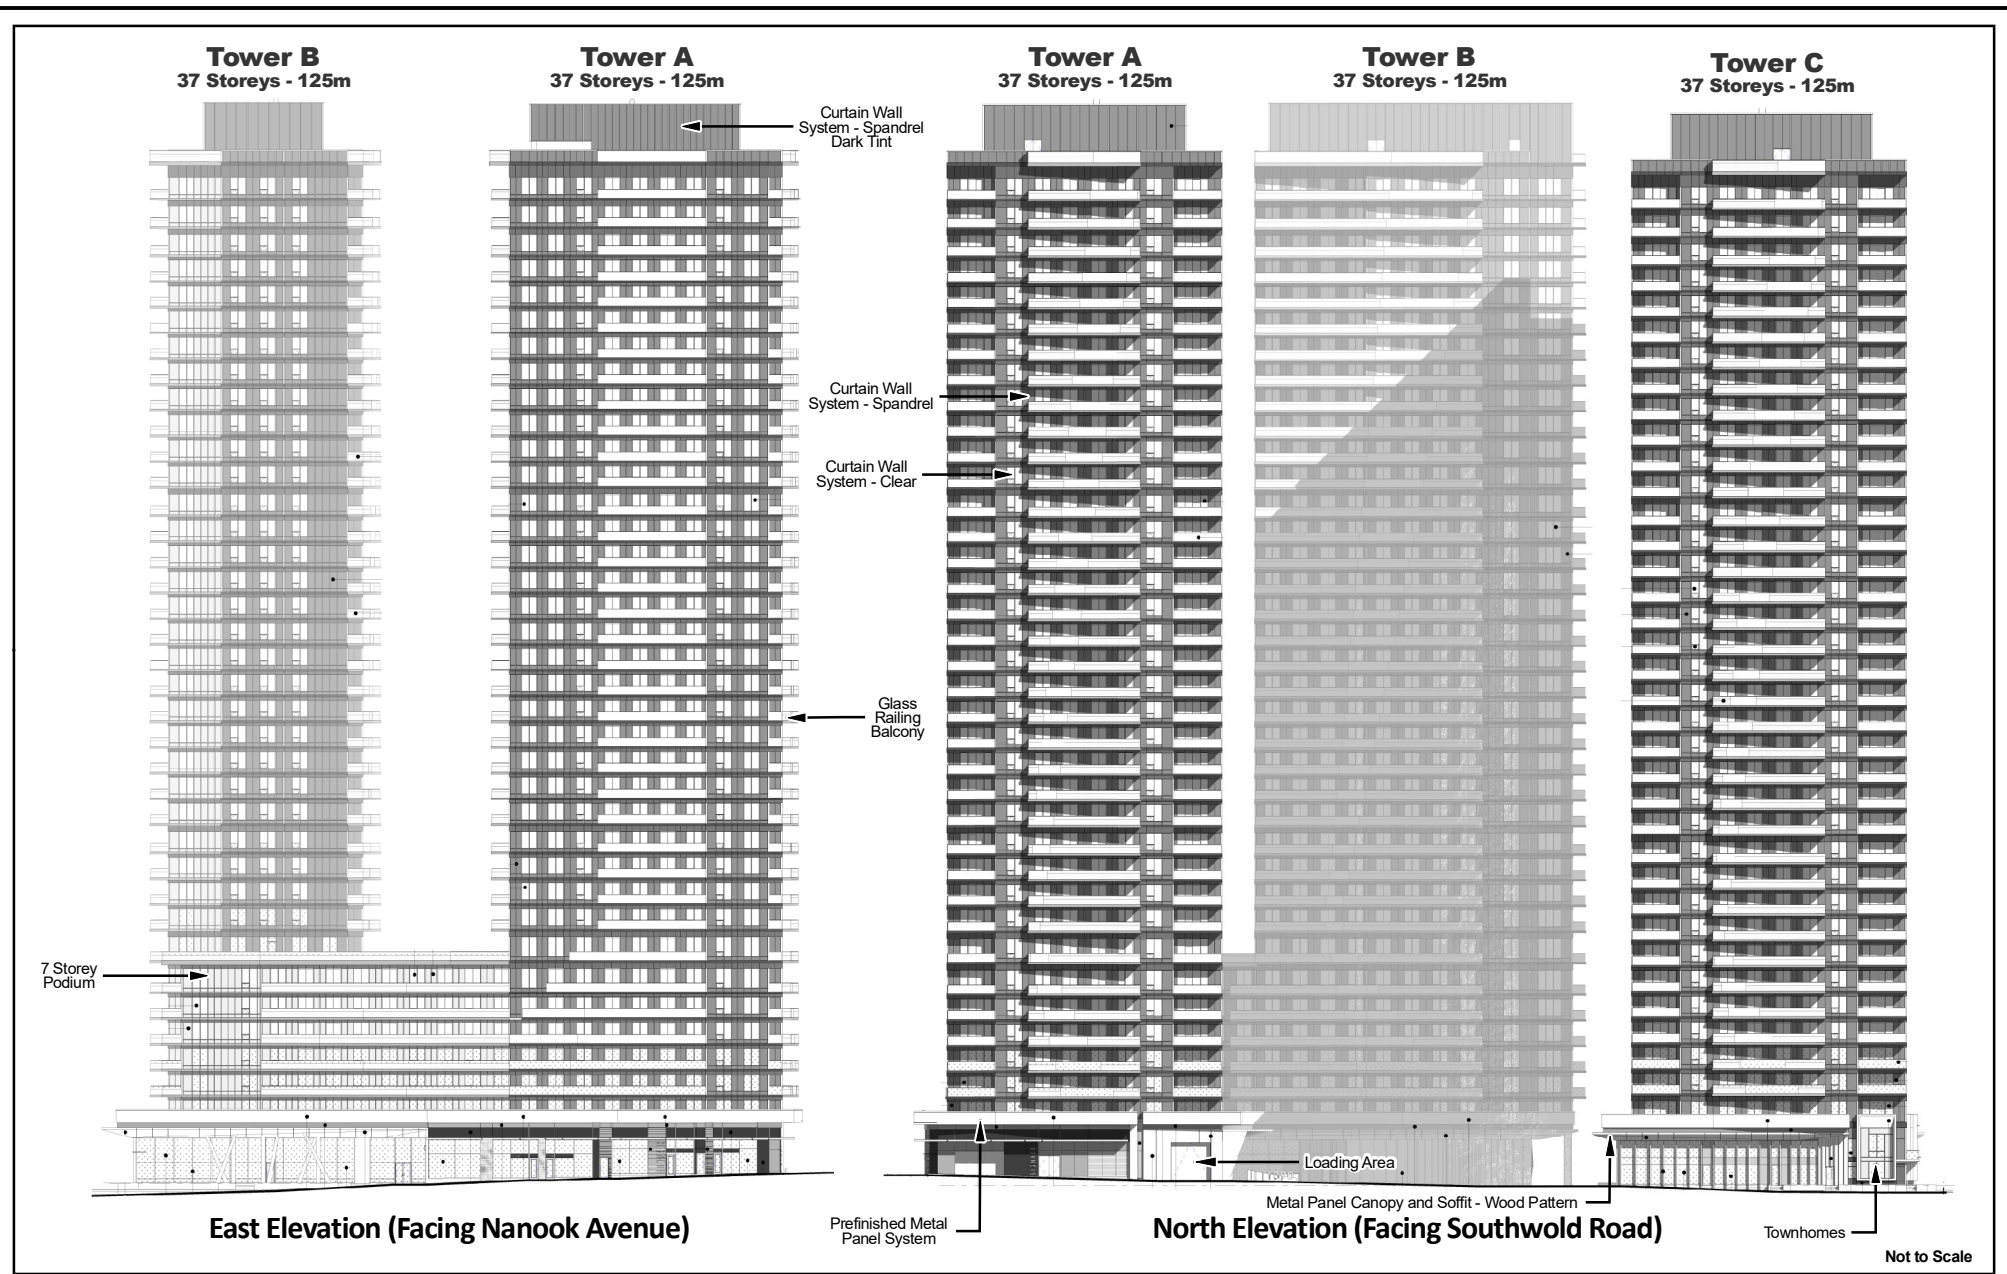 Tower B
37 Storeys - 125m
Tower A
37 Storeys - 125m
Tower A
37 Storeys - 125m
Tower B
37 Storeys - 125m
Tower C
37 Storeys - 125m
Curtain Wall
System - Spandrel
Dark Tint
Curtain Wall
System - Spandrel
Curtain Wall
System - Clear
Glass
Railing
Balcony
7 Storey
Podium
Loading Area
Metal Panel Canopy and Soffit - Wood Pattern
Prefinished Metal
Panel System
Townhomes
East Elevation (Facing Nanook Avenue)
North Elevation (Facing Southwold Road)
Not to Scale